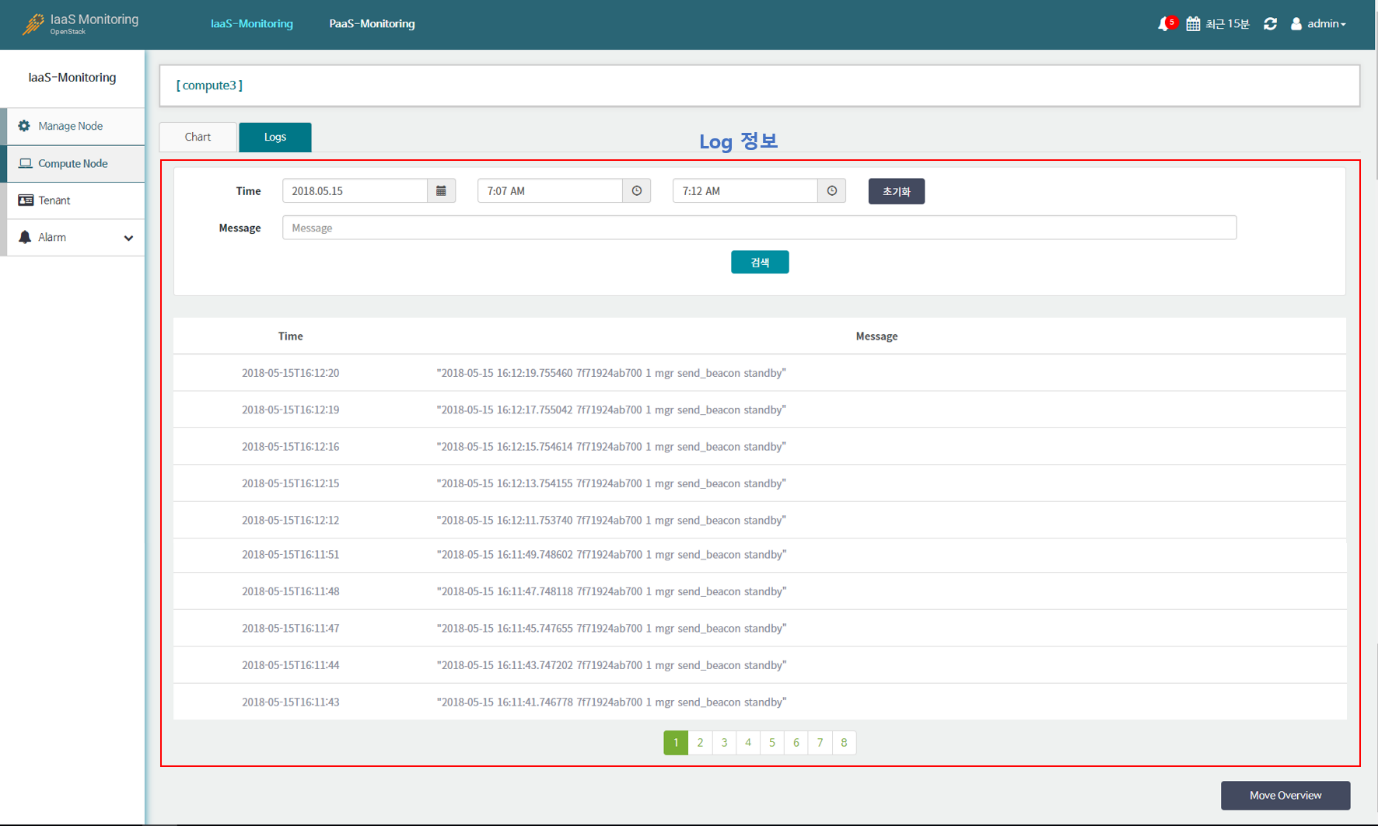 IaaS Monitoring
OpenStack
IaaS-Monitoring PaaS-Monitoring
5 최근 15분 admin
IaaS-Monitoring
Manage Node
Compute Node
Tenant
Alarm
[ compute3 ]
Chart Logs
Log 정보
Time 2018.05.15 7:07 AM 7:12 AM 초기화
Message Message
검색
Time Message
2018-05-15T16:12:20 "2018-05-15 16:12:19.755460 7f71924ab700 1 mgr send_beacon standby"
2018-05-15T16:12:19 "2018-05-15 16:12:17.755042 7f71924ab700 1 mgr send_beacon standby"
2018-05-15T16:12:16 "2018-05-15 16:12:15.754614 7f71924ab700 1 mgr send_beacon standby"
2018-05-15T16:12:15 "2018-05-15 16:12:13.754155 7f71924ab700 1 mgr send_beacon standby"
2018-05-15T16:12:12 "2018-05-15 16:12:11.753740 7f71924ab700 1 mgr send_beacon standby"
2018-05-15T16:11:51 "2018-05-15 16:11:49.748602 7f71924ab700 1 mgr send_beacon standby"
2018-05-15T16:11:48 "2018-05-15 16:11:47.748118 7f71924ab700 1 mgr send_beacon standby"
2018-05-15T16:11:47 "2018-05-15 16:11:45.747655 7f71924ab700 1 mgr send_beacon standby"
2018-05-15T16:11:44 "2018-05-15 16:11:43.747202 7f71924ab700 1 mgr send_beacon standby"
2018-05-15T16:11:43 "2018-05-15 16:11:41.746778 7f71924ab700 1 mgr send_beacon standby"
1 2 3 4 5 6 7 8
Move Overview